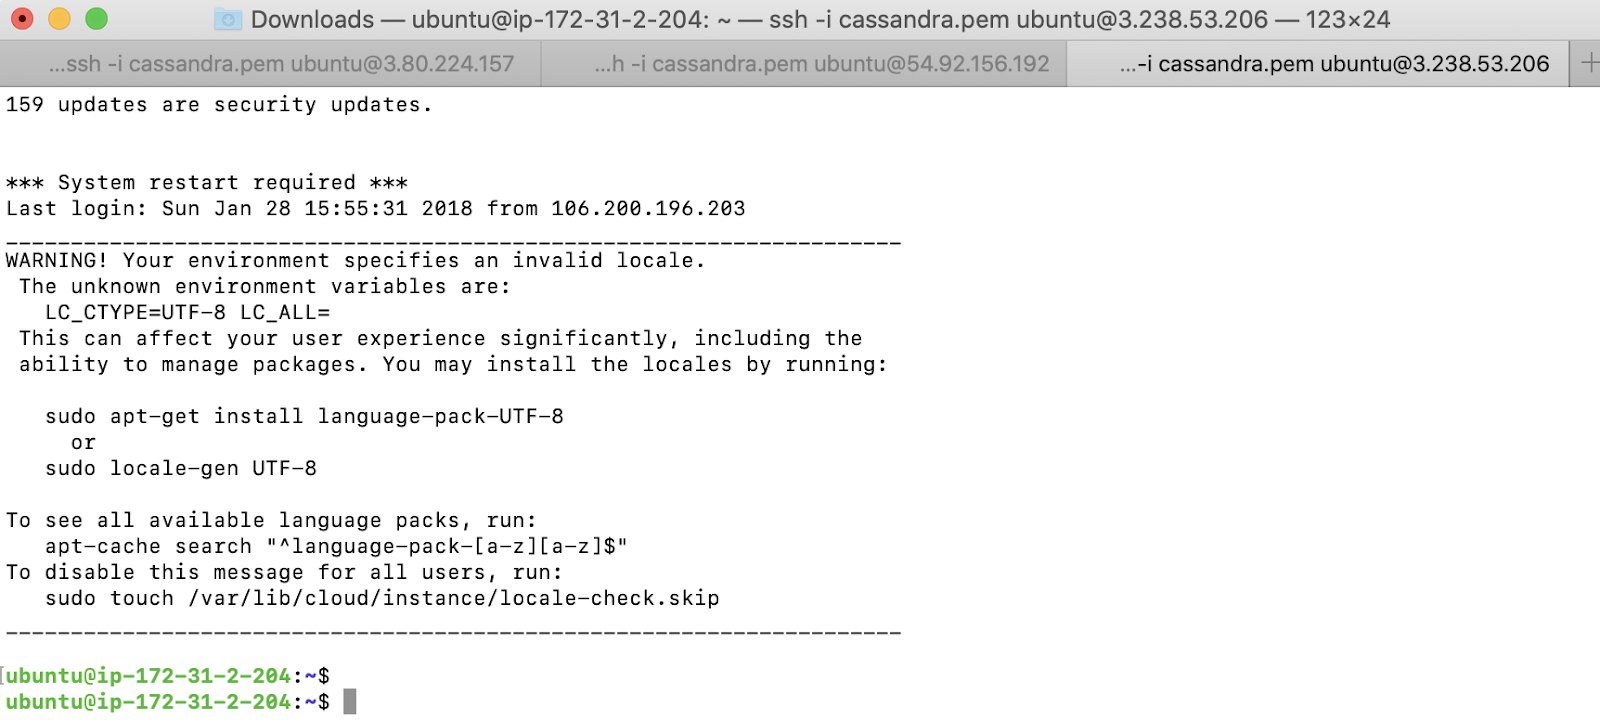 Downloads — ubuntu@ip-172-31-2-204: ~ — ssh -i cassandra.pem ubuntu@3.238.53.206 — 123×24
...ssh -i cassandra.pem ubuntu@3.80.224.157 ...h -i cassandra.pem ubuntu@54.92.156.192 ...-i cassandra.pem ubuntu@3.238.53.206 +
159 updates are security updates.
*** System restart required ***
Last login: Sun Jan 28 15:55:31 2018 from 106.200.196.203
_____________________________________________________________________
WARNING! Your environment specifies an invalid locale.
The unknown environment variables are:
LC_CTYPE=UTF-8 LC_ALL=
This can affect your user experience significantly, including the
ability to manage packages. You may install the locales by running:
sudo apt-get install language-pack-UTF-8
or
sudo locale-gen UTF-8
To see all available language packs, run:
apt-cache search "^language-pack-[a-z][a-z]$"
To disable this message for all users, run:
sudo touch /var/lib/cloud/instance/locale-check.skip
_____________________________________________________________________
[ubuntu@ip-172-31-2-204:~$
ubuntu@ip-172-31-2-204:~$